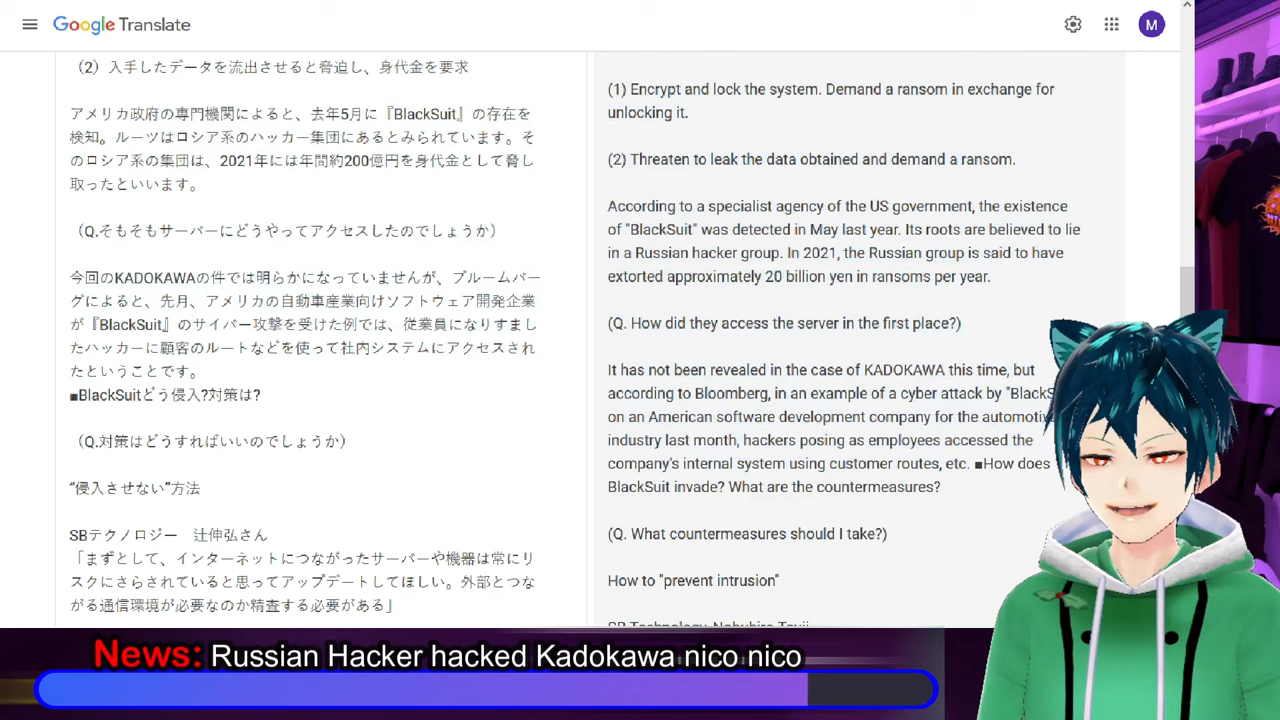 Google Translate
M
（2）入手したデータを流出させると脅迫し、身代金を要求
アメリカ政府の専門機関によると、去年5月に『BlackSuit』の存在を
検知。ルーツはロシア系のハッカー集団にあるとみられています。そ
のロシア系の集団は、2021年には年間約200億円を身代金として脅し
取ったといいます。
（Q.そもそもサーバーにどうやってアクセスしたのでしょうか）
今回のKADOKAWAの件では明らかになっていませんが、ブルームバー
グによると、先月、アメリカの自動車産業向けソフトウェア開発企業
が『BlackSuit』のサイバー攻撃を受けた例では、従業員になりすまし
たハッカーに顧客のルートなどを使って社内システムにアクセスされ
たということです。
■BlackSuitどう侵入?対策は?
（Q.対策はどうすればいいのでしょうか）
“侵入させない”方法
SBテクノロジー　辻伸弘さん
「まずとして、インターネットにつながったサーバーや機器は常にリ
スクにさらされていると思ってアップデートしてほしい。外部とつな
がる通信環境が必要なのか精査する必要がある」
(1) Encrypt and lock the system. Demand a ransom in exchange for
unlocking it.
(2) Threaten to leak the data obtained and demand a ransom.
According to a specialist agency of the US government, the existence
of "BlackSuit" was detected in May last year. Its roots are believed to lie
in a Russian hacker group. In 2021, the Russian group is said to have
extorted approximately 20 billion yen in ransoms per year.
(Q. How did they access the server in the first place?)
It has not been revealed in the case of KADOKAWA this time, but
according to Bloomberg, in an example of a cyber attack by "BlackS
on an American software development company for the automotive
industry last month, hackers posing as employees accessed the
company's internal system using customer routes, etc. ■How does
BlackSuit invade? What are the countermeasures?
(Q. What countermeasures should I take?)
How to "prevent intrusion"
SB Technology, Nobuhiro Tsuji
News: Russian Hacker hacked Kadokawa nico nico